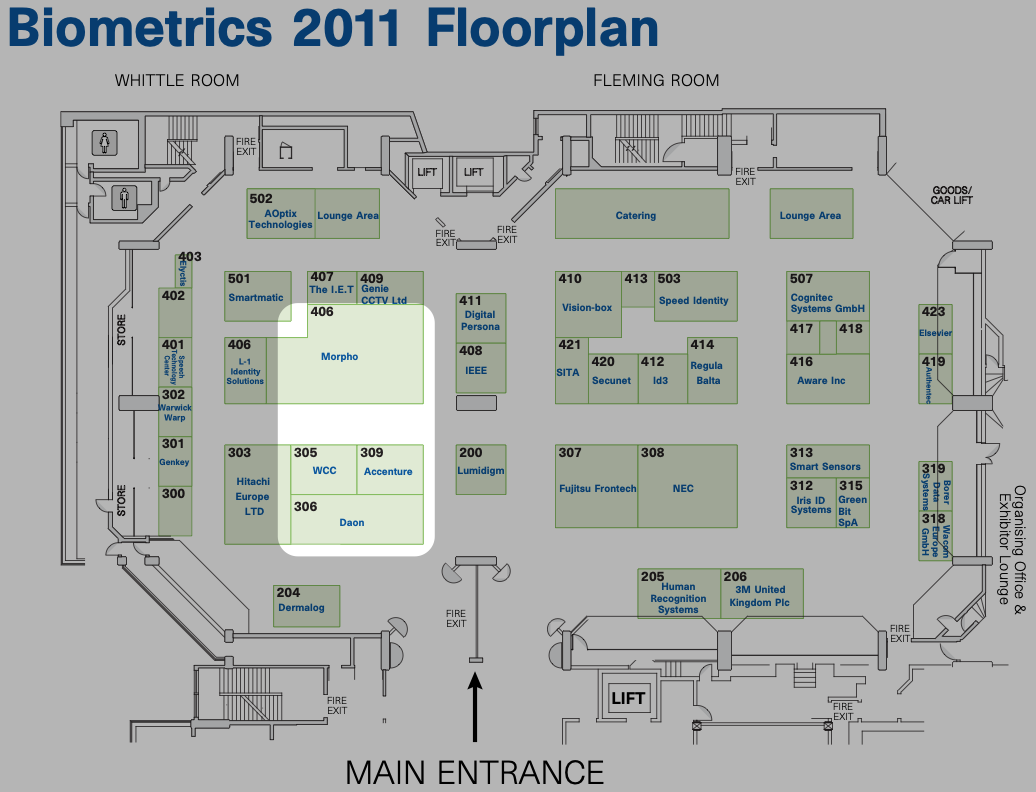 Biometrics 2011 Floorplan
WHITTLE ROOM
FLEMING ROOM
FIRE
EXIT
LIFT
LIFT
FIRE
EXIT
GOODS/
CAR LIFT
502
AOptix
Technologies
Lounge Area
Catering
Lounge Area
FIRE
EXIT
FIRE
EXIT
403
Elyctis
402
501
Smartmatic
407
The I.E.T
409
Genie
CCTV Ltd
406
Morpho
411
Digital
Persona
410
Vision-box
413
503
Speed Identity
507
Cognitec
Systems GmbH
417
418
423
Elsevier
STORE
401
Speech
Technology
Center
406
L-1
Identity
Solutions
408
IEEE
421
SITA
420
Secunet
412
Id3
414
Regula
Balta
416
Aware Inc
419
Authentec
302
Warwick
Warp
301
Genkey
300
STORE
303
Hitachi
Europe
LTD
305
WCC
309
Accenture
306
Daon
200
Lumidigm
307
Fujitsu Frontech
308
NEC
313
Smart Sensors
312
Iris ID
Systems
315
Green
Bit
SpA
319
Borer
Data
Systems
318
Wacom
Europe
GmbH
Organising Office &
Exhibitor Lounge
204
Dermalog
FIRE
EXIT
205
Human
Recognition
Systems
206
3M United
Kingdom Plc
FIRE
EXIT
FIRE
EXIT
LIFT
FIRE
EXIT
MAIN ENTRANCE